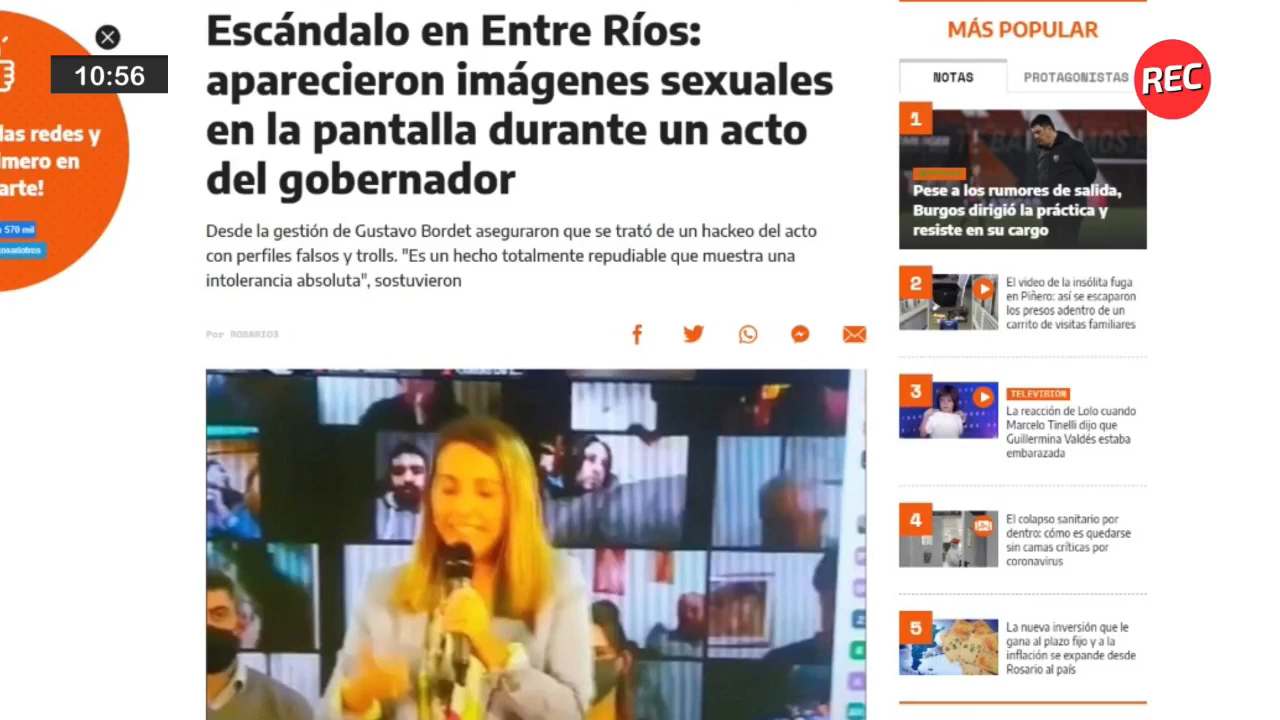 Escándalo en Entre Ríos:
aparecieron imágenes sexuales
en la pantalla durante un acto
del gobernador
Desde la gestión de Gustavo Bordet aseguraron que se trató de un hackeo del acto
con perfiles falsos y trolls. "Es un hecho totalmente repudiable que muestra una
intolerancia absoluta", sostuvieron
Por ROSARIO3
10:56
las redes y
imero en
arte!
570 mil
osariotres
MÁS POPULAR
NOTAS
PROTAGONISTAS
REC
1
Pese a los rumores de salida,
Burgos dirigió la práctica y
resiste en su cargo
2
El video de la insólita fuga
en Piñero: así se escaparon
los presos adentro de un
carrito de visitas familiares
3
TELEVISIÓN
La reacción de Lolo cuando
Marcelo Tinelli dijo que
Guillermina Valdés estaba
embarazada
4
El colapso sanitario por
dentro: cómo es quedarse
sin camas críticas por
coronavirus
5
La nueva inversión que le
gana al plazo fijo y a la
inflación se expande desde
Rosario al país